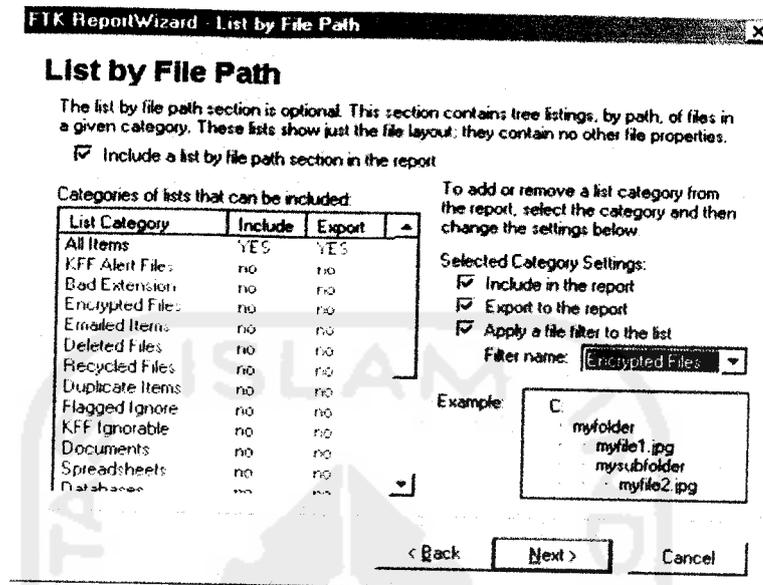 FTK ReportWizard - List by File Path
List by File Path
The list by file path section is optional. This section contains tree listings, by path, of files in
a given category. These lists show just the file layout; they contain no other file properties.
Include a list by file path section in the report
Categories of lists that can be included:
List Category Include Export
All Items YES YES
KFF Alert Files no no
Bad Extension no no
Encrypted Files no no
Emailed Items no no
Deleted Files no no
Recycled Files no no
Duplicate Items no no
Flagged Ignore no no
KFF Ignorable no no
Documents no no
Spreadsheets no no
Databases no no
To add or remove a list category from
the report, select the category and then
change the settings below.
Selected Category Settings:
Include in the report
Export to the report
Apply a file filter to the list
Filter name: Encrypted Files
Example:
C:
myfolder
myfile1.jpg
mysubfolder
myfile2.jpg
< Back
Next >
Cancel
ISLAM